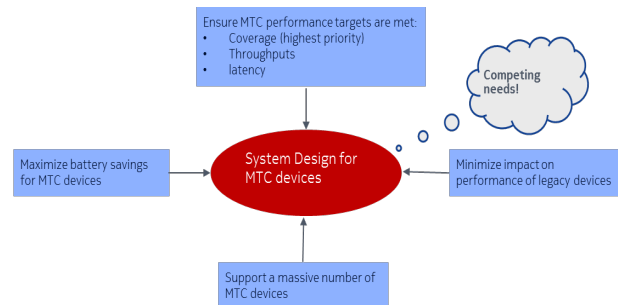 Ensure MTC performance targets are met:
• Coverage (highest priority)
• Throughputs
• latency
Competing
needs!
System Design for
MTC devices
Maximize battery savings
for MTC devices
Minimize impact on
performance of legacy devices
Support a massive number of
MTC devices